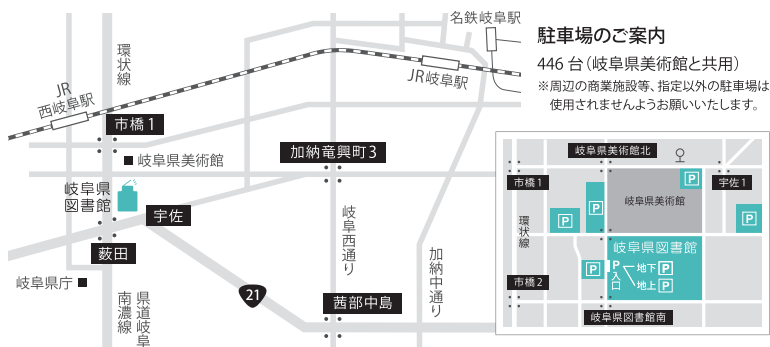 名鉄岐阜駅
駐車場のご案内
446 台（岐阜県美術館と共用）
※周辺の商業施設等、指定以外の駐車場は
使用されませんようお願いいたします。
環状線
JR
西岐阜駅
JR岐阜駅
市橋1
岐阜県美術館
加納竜興町3
岐阜県
図書館
宇佐
薮田
岐阜県庁
県道岐阜
南濃線
21
岐阜西通り
加納中通り
茜部中島
岐阜県美術館北
市橋1
P
宇佐1
岐阜県美術館
P
P
P
環状線
岐阜県図書館
P
P入口
地下 P
地上 P
市橋2
岐阜県図書館南